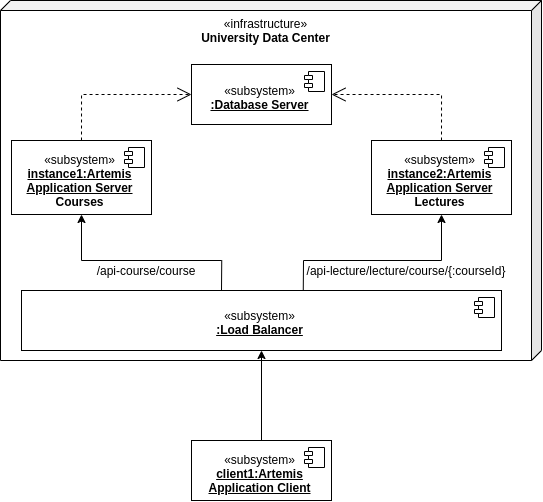 «infrastructure»
University Data Center
«subsystem»
:Database Server
«subsystem»
instance1:Artemis
Application Server
Courses
«subsystem»
instance2:Artemis
Application Server
Lectures
/api-course/course
/api-lecture/lecture/course/{:courseId}
«subsystem»
:Load Balancer
«subsystem»
client1:Artemis
Application Client